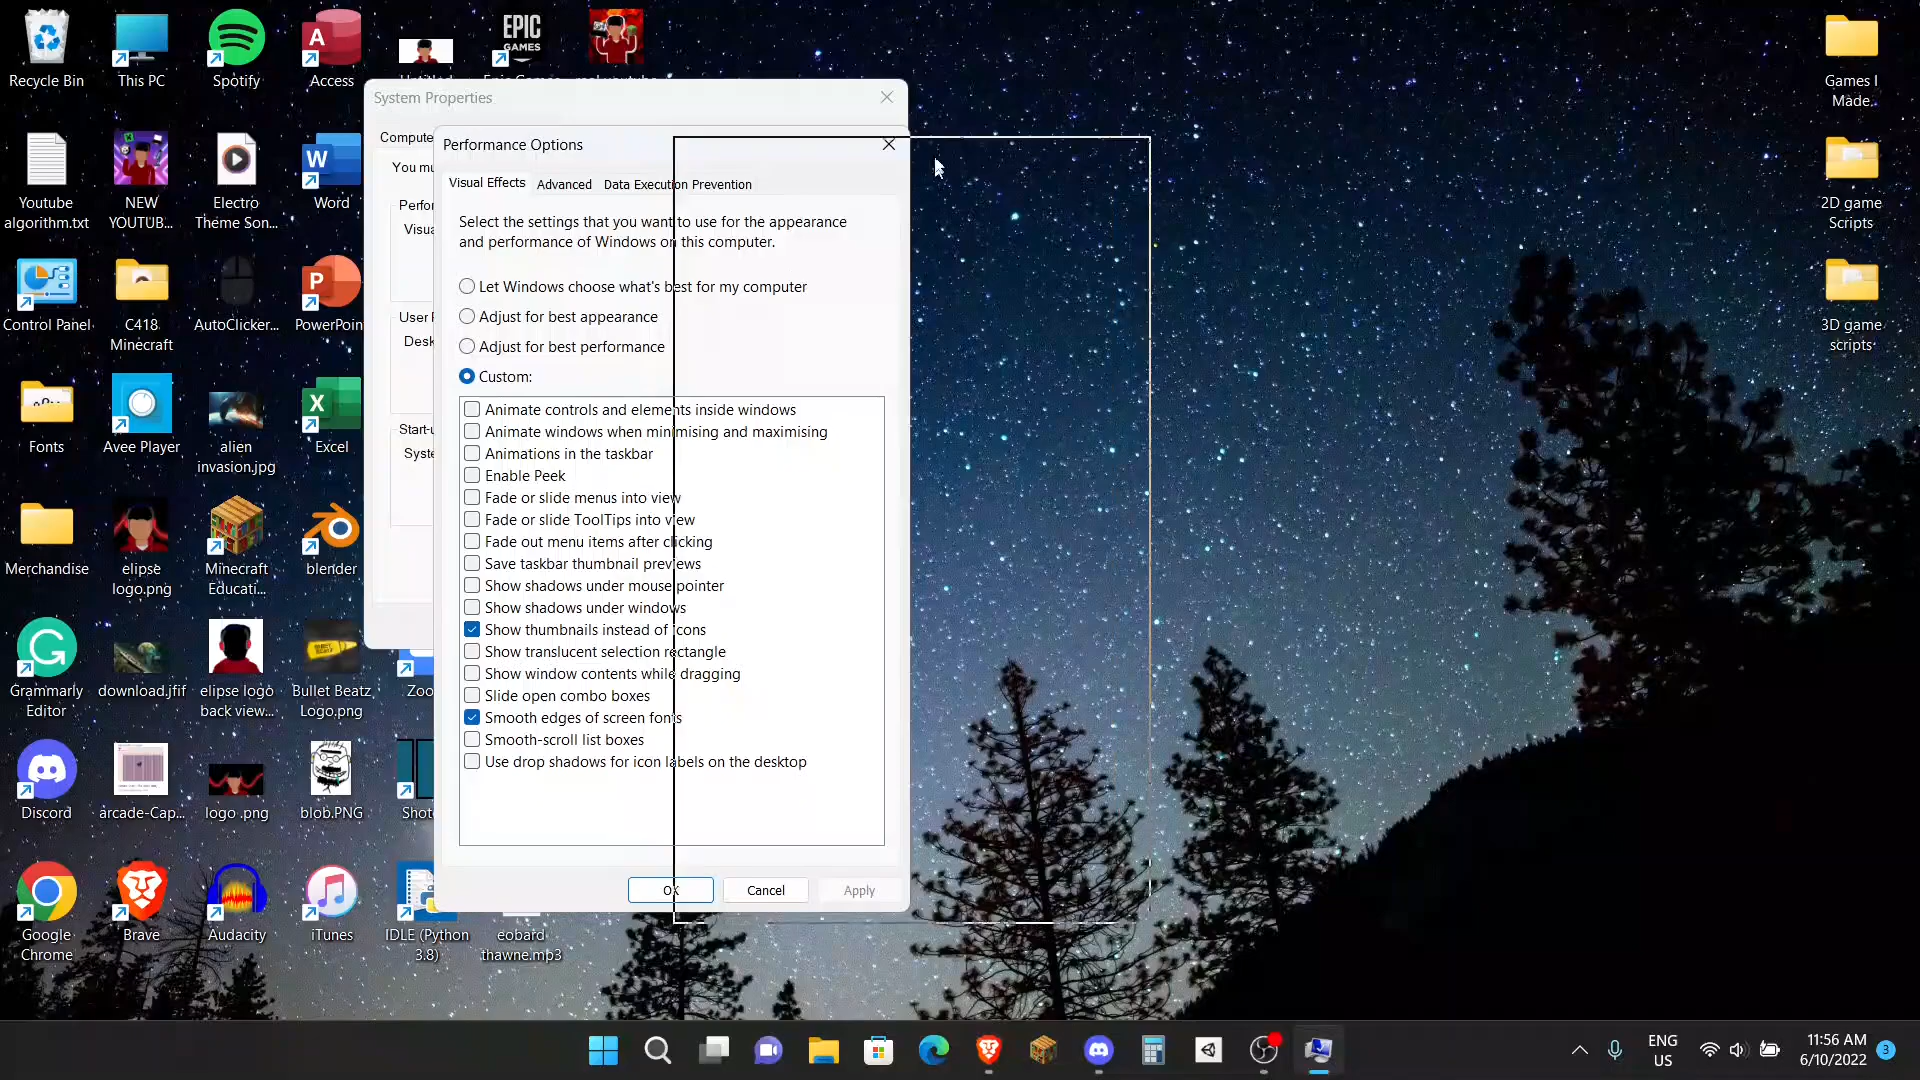 Recycle Bin
This PC
Spotify
Access
EPIC
GAMES
Games I
Made.
Youtube
algorithm.txt
NEW
YOUTUB...
Electro
Theme Son...
Word
2D game
Scripts
Control Panel
C418
Minecraft
AutoClicker...
PowerPoin
3D game
scripts
Fonts
Avee Player
alien
invasion.jpg
Excel
Merchandise
elipse
logo.png
Minecraft
Educati...
blender
Grammarly
Editor
download.jfif
elipse logo
back view...
Bullet Beatz
Logo.png
Zoo
Discord
arcade-Cap...
logo .png
blob.PNG
Shot
Google
Chrome
Brave
Audacity
iTunes
IDLE (Python
3.8)
eobard
thawne.mp3
System Properties
Compute
You mu
Perfor
Visua
User P
Desk
Start-u
Syste
Performance Options
Visual Effects
Advanced
Data Execution Prevention
Select the settings that you want to use for the appearance
and performance of Windows on this computer.
Let Windows choose what's best for my computer
Adjust for best appearance
Adjust for best performance
Custom:
Animate controls and elements inside windows
Animate windows when minimising and maximising
Animations in the taskbar
Enable Peek
Fade or slide menus into view
Fade or slide ToolTips into view
Fade out menu items after clicking
Save taskbar thumbnail previews
Show shadows under mouse pointer
Show shadows under windows
Show thumbnails instead of icons
Show translucent selection rectangle
Show window contents while dragging
Slide open combo boxes
Smooth edges of screen fonts
Smooth-scroll list boxes
Use drop shadows for icon labels on the desktop
OK
Cancel
Apply
ENG
US
11:56 AM
6/10/2022
3